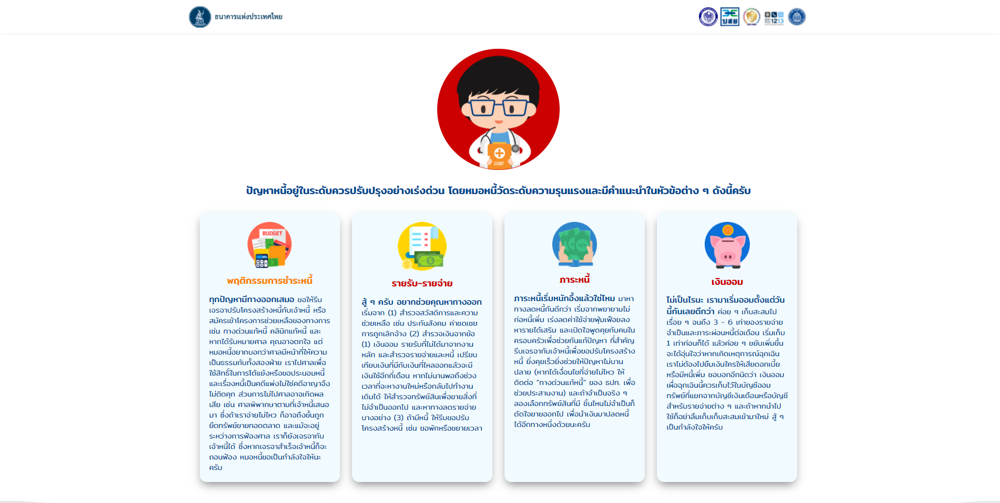 ธนาคารแห่งประเทศไทย
บสย
1213
DEBT
ปัญหาหนี้อยู่ในระดับควรปรับปรุงอย่างเร่งด่วน โดยหมอหนี้วัดระดับความรุนแรงและมีคำแนะนำในหัวข้อต่าง ๆ ดังนี้ครับ
BUDGET
พฤติกรรมการชำระหนี้
ทุกปัญหามีทางออกเสมอ ขอให้รีบ
เจรจาปรับโครงสร้างหนี้กับเจ้าหนี้ หรือ
สมัครเข้าโครงการช่วยเหลือของทางการ
เช่น ทางด่วนแก้หนี้ คลินิกแก้หนี้ และ
หากได้รับหมายศาล คุณอาจตกใจ แต่
หมอหนี้อยากบอกว่าศาลมีหน้าที่ให้ความ
เป็นธรรมกับทั้งสองฝ่าย เราไปศาลเพื่อ
ใช้สิทธิ์ในการโต้แย้งหรือขอประนอมหนี้
และเรื่องหนี้เป็นคดีแพ่งไม่ใช่คดีอาญาจึง
ไม่ติดคุก ส่วนการไม่ไปศาลอาจเกิดผล
เสีย เช่น ศาลพิพากษาตามที่เจ้าหนี้เสนอ
มา ซึ่งถ้าเราจ่ายไม่ไหว ก็อาจถึงขั้นถูก
ยึดทรัพย์ขายทอดตลาด และแม้จะอยู่
ระหว่างการฟ้องศาล เราก็ยังเจรจากับ
เจ้าหนี้ได้ ซึ่งหากเจรจาสำเร็จเจ้าหนี้ก็จะ
ถอนฟ้อง หมอหนี้ขอเป็นกำลังใจให้นะ
ครับ
รายรับ-รายจ่าย
สู้ ๆ ครับ อยากช่วยคุณหาทางออก
เริ่มจาก (1) สำรวจสวัสดิการและความ
ช่วยเหลือ เช่น ประกันสังคม ค่าชดเชย
การถูกเลิกจ้าง (2) สำรวจเงินจากข้อ
(1) เงินออม รายรับที่ไม่ได้มาจากงาน
หลัก และสำรวจรายจ่ายและหนี้ เปรียบ
เทียบเงินที่มีกับเงินที่ไหลออกแล้วจะมี
เงินใช้อีกกี่เดือน หากไม่นานพอถึงช่วง
เวลาที่จะหางานใหม่หรือกลับไปทำงาน
เดิมได้ ให้สำรวจทรัพย์สินเพื่อขายสิ่งที่
ไม่จำเป็นออกไป และหาทางลดรายจ่าย
บางอย่าง (3) ถ้ามีหนี้ ให้รีบขอปรับ
โครงสร้างหนี้ เช่น ขอพักหรือขยายเวลา
ภาระหนี้
ภาระหนี้เริ่มหนักอึ้งแล้วใช่ไหม มาหา
ทางลดหนี้กันดีกว่า เริ่มจากพยายามไม่
ก่อหนี้เพิ่ม เร่งลดค่าใช้จ่ายฟุ่มเฟือยลง
หารายได้เสริม และเปิดใจพูดคุยกับคนใน
ครอบครัวเพื่อช่วยกันแก้ปัญหา ที่สำคัญ
รีบเจรจากับเจ้าหนี้เพื่อขอปรับโครงสร้าง
หนี้ ยิ่งคุยเร็วยิ่งช่วยให้ปัญหาไม่บาน
ปลาย (หากได้เงื่อนไขที่จ่ายไม่ไหว ให้
ติดต่อ “ทางด่วนแก้หนี้” ของ ธปท. เพื่อ
ช่วยประสานงาน) และถ้าจำเป็นจริง ๆ
ลองเลือกทรัพย์สินที่มี ชิ้นไหนไม่จำเป็นก็
ตัดใจขายออกไป เพื่อนำเงินมาปลดหนี้
ได้อีกทางหนึ่งด้วยนะครับ
เงินออม
ไม่เป็นไรนะ เรามาเริ่มออมตั้งแต่วัน
นี้กันเลยดีกว่า ค่อย ๆ เก็บสะสมไป
เรื่อย ๆ จนถึง 3 - 6 เท่าของรายจ่าย
จำเป็นและภาระผ่อนหนี้ต่อเดือน เริ่มเก็บ
1 เท่าก่อนก็ได้ แล้วค่อย ๆ ขยับเพิ่มขึ้น
จะได้อุ่นใจว่าหากเกิดเหตุการณ์ฉุกเฉิน
เราไม่ต้องไปยืมเงินใครให้เสียดอกเบี้ย
หรือมีหนี้เพิ่ม ขอบอกอีกนิดว่า เงินออม
เผื่อฉุกเฉินนี้ควรเก็บไว้ในบัญชีออม
ทรัพย์ที่แยกจากบัญชีเงินเดือนหรือบัญชี
สำหรับรายจ่ายต่าง ๆ และถ้าหากนำไป
ใช้ก็อย่าลืมเก็บเก็บสะสมเข้ามาใหม่ สู้ ๆ
เป็นกำลังใจให้ครับ